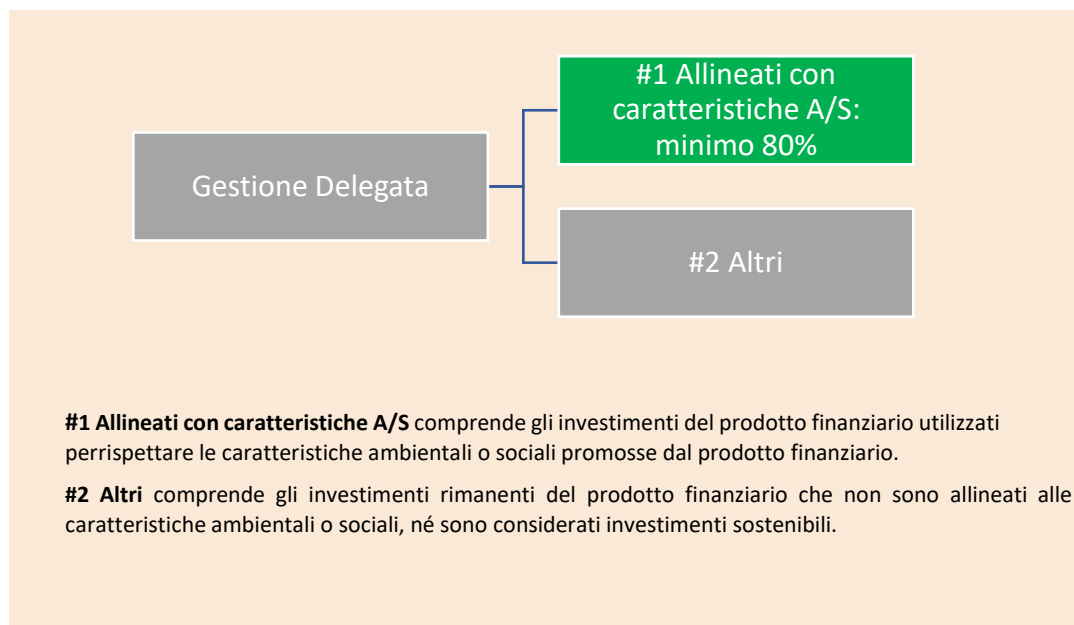 #1 Allineati con
caratteristiche A/S:
minimo 80%
Gestione Delegata
#2 Altri
#1 Allineati con caratteristiche A/S comprende gli investimenti del prodotto finanziario utilizzati
perrispettare le caratteristiche ambientali o sociali promosse dal prodotto finanziario.
#2 Altri comprende gli investimenti rimanenti del prodotto finanziario che non sono allineati alle
caratteristiche ambientali o sociali, né sono considerati investimenti sostenibili.